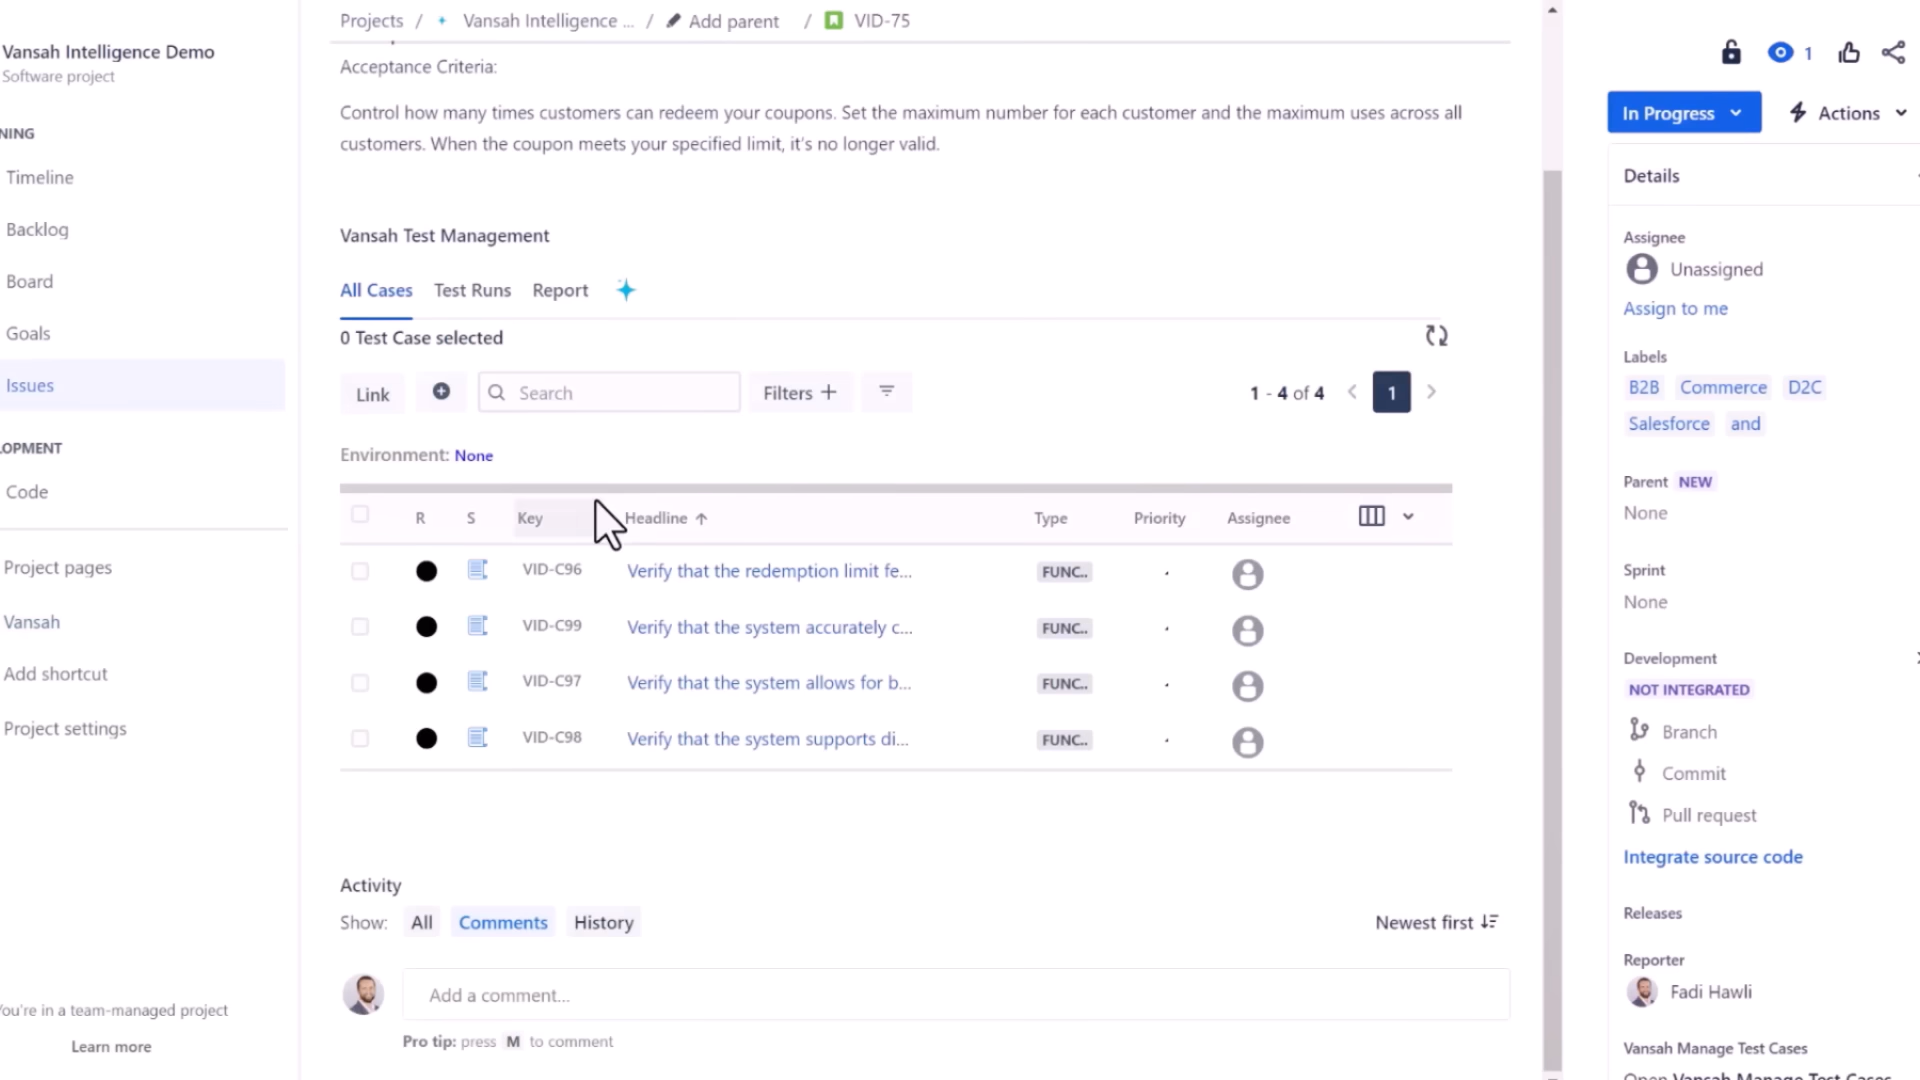 Projects / Vansah Intelligence ... / Add parent / VID-75
Vansah Intelligence Demo
Software project
NING
Timeline
Backlog
Board
Goals
Issues
LOPMENT
Code
Project pages
Vansah
Add shortcut
Project settings
You're in a team-managed project
Learn more
Acceptance Criteria:
Control how many times customers can redeem your coupons. Set the maximum number for each customer and the maximum uses across all
customers. When the coupon meets your specified limit, it's no longer valid.
Vansah Test Management
All Cases Test Runs Report
0 Test Case selected
Link Search Filters + 1 - 4 of 4 1
Environment: None
R S Key Headline ↑ Type Priority Assignee
VID-C96 Verify that the redemption limit fe... FUNC..
VID-C99 Verify that the system accurately c... FUNC..
VID-C97 Verify that the system allows for b... FUNC..
VID-C98 Verify that the system supports di... FUNC..
Activity
Show: All Comments History Newest first
Add a comment...
Pro tip: press M to comment
1
In Progress Actions
Details
Assignee
Unassigned
Assign to me
Labels
B2B Commerce D2C
Salesforce and
Parent NEW
None
Sprint
None
Development
NOT INTEGRATED
Branch
Commit
Pull request
Integrate source code
Releases
Reporter
Fadi Hawli
Vansah Manage Test Cases
Open Vansah Manage Test Cases